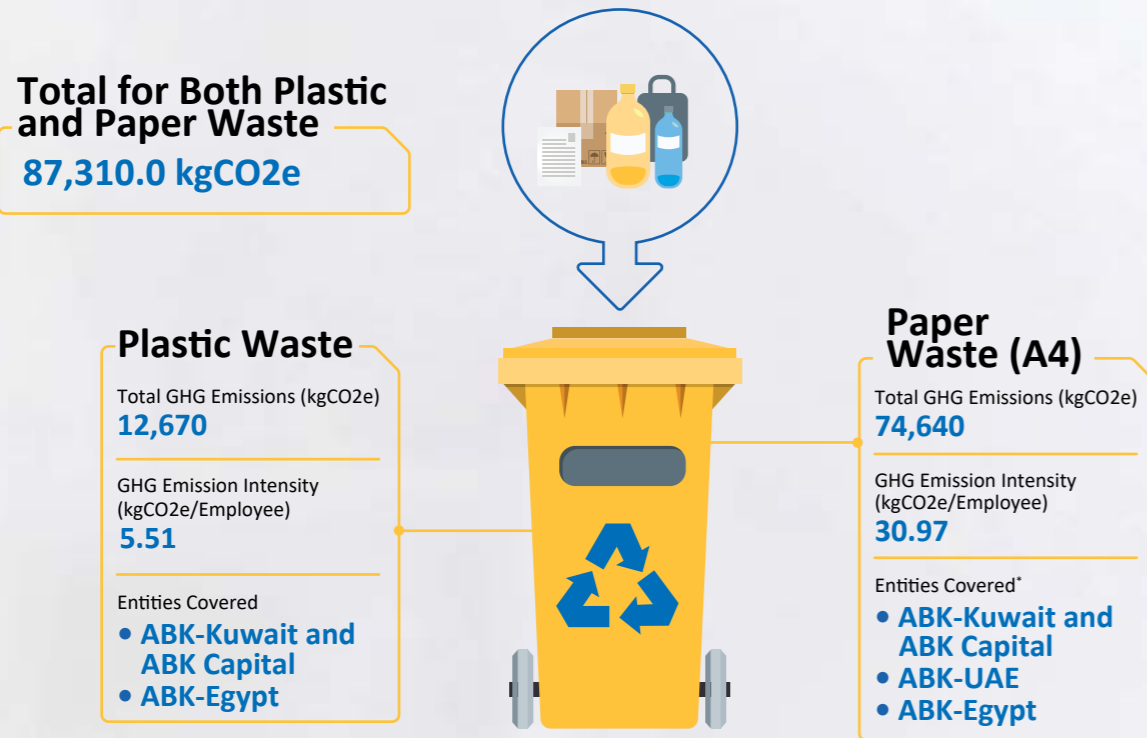 Total for Both Plastic
and Paper Waste
87,310.0 kgCO2e
Plastic Waste
Total GHG Emissions (kgCO2e)
12,670
GHG Emission Intensity
(kgCO2e/Employee)
5.51
Entities Covered
• ABK-Kuwait and
ABK Capital
• ABK-Egypt
Paper
Waste (A4)
Total GHG Emissions (kgCO2e)
74,640
GHG Emission Intensity
(kgCO2e/Employee)
30.97
Entities Covered*
• ABK-Kuwait and
ABK Capital
• ABK-UAE
• ABK-Egypt